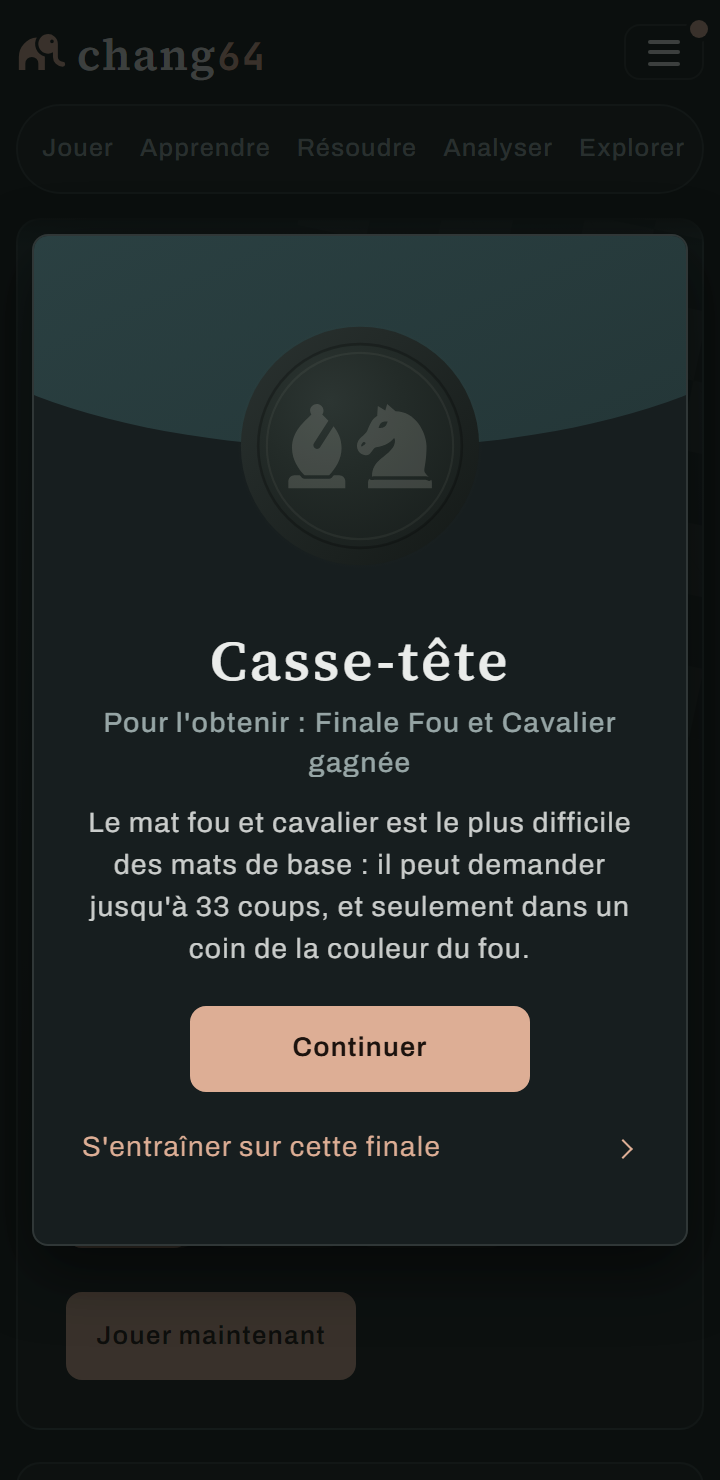 chang64
Jouer Apprendre Résoudre Analyser Explorer
Casse-tête
Pour l'obtenir : Finale Fou et Cavalier
gagnée
Le mat fou et cavalier est le plus difficile
des mats de base : il peut demander
jusqu'à 33 coups, et seulement dans un
coin de la couleur du fou.
Continuer
S'entraîner sur cette finale
Jouer maintenant